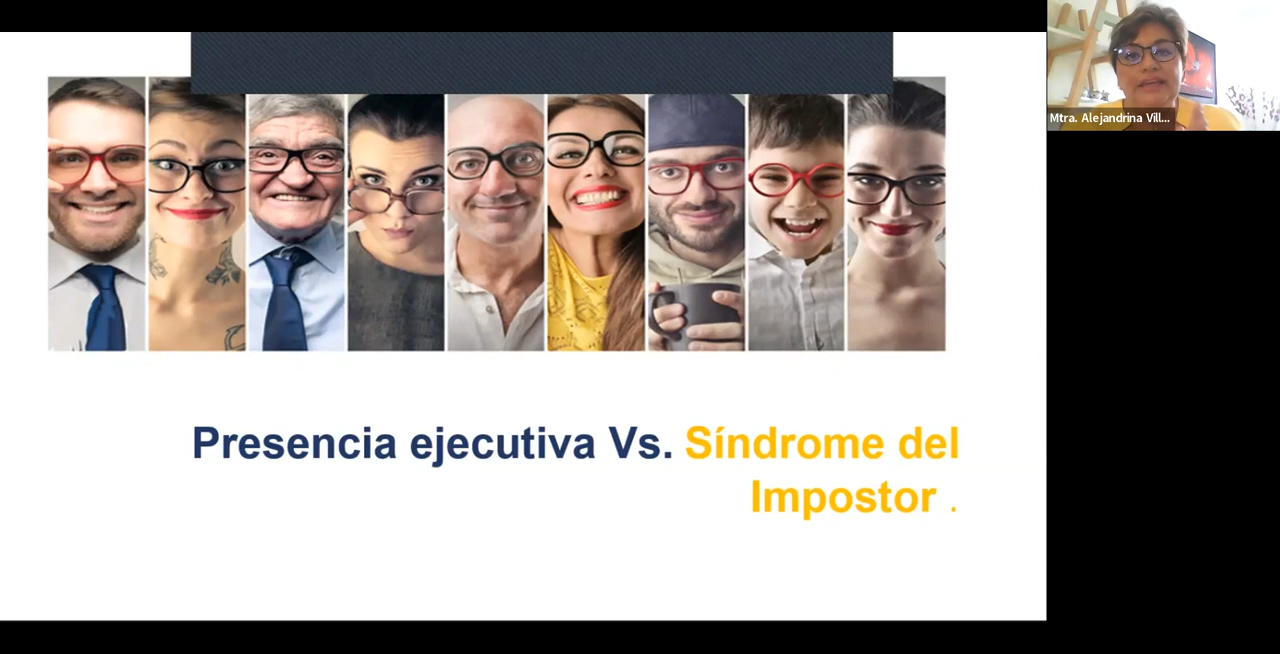 Mtra. Alejandrina Vill...
Presencia ejecutiva Vs. Síndrome del
Impostor .